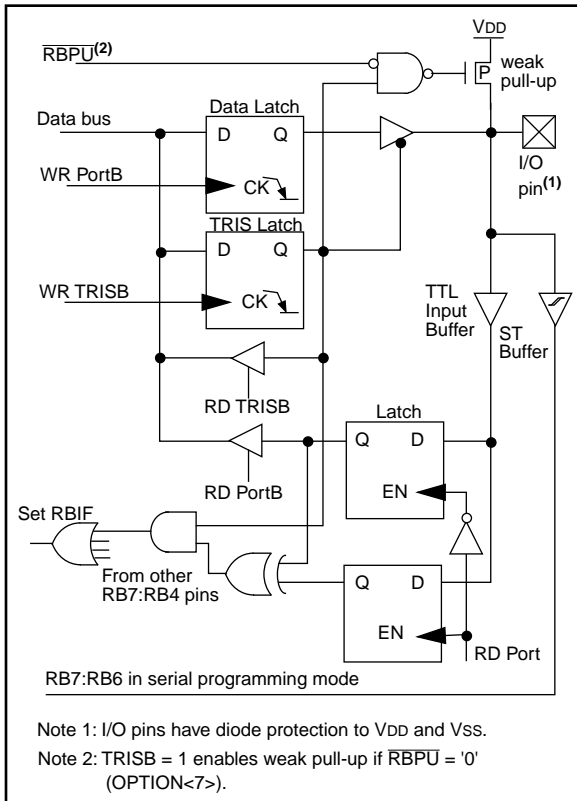 VDD
RBPU(2)
weak
pull-up
P
Data Latch
Data bus
D Q
WR PortB
CK
I/O
pin(1)
TRIS Latch
D Q
WR TRISB
CK
TTL
Input
Buffer
ST
Buffer
RD TRISB
Latch
Q D
RD PortB
EN
Set RBIF
From other
RB7:RB4 pins
Q D
EN
RD Port
RB7:RB6 in serial programming mode
Note 1: I/O pins have diode protection to VDD and VSS.
Note 2: TRISB = 1 enables weak pull-up if RBPU = '0'
(OPTION<7>).